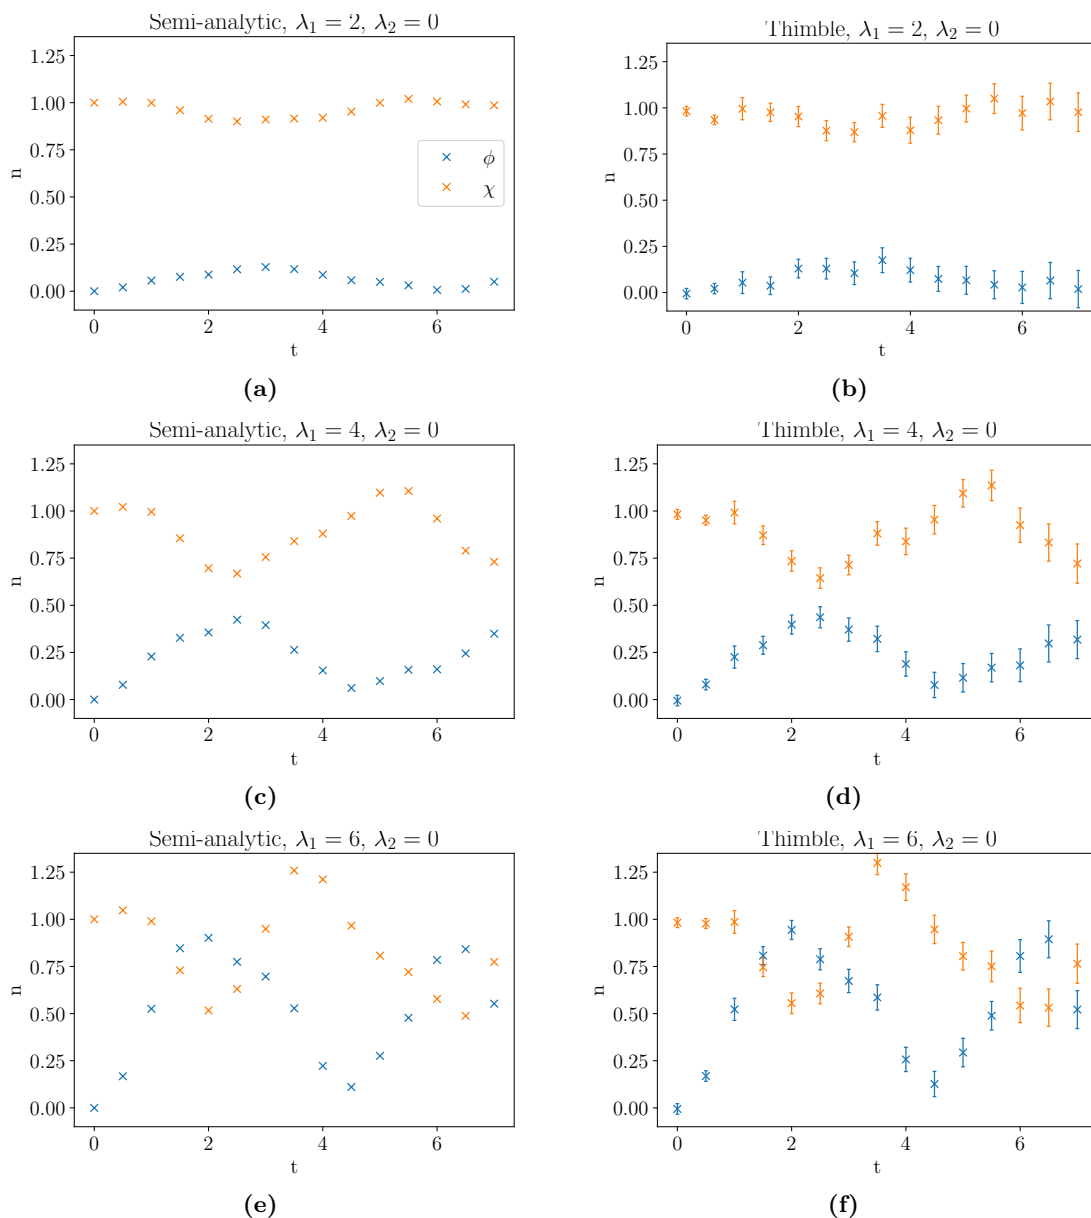 Semi-analytic, λ₁ = 2, λ₂ = 0
1.25
1.00
0.75
0.50
0.25
0.00
n
ϕ
χ
0 2 4 6
t
(a)
Thimble, λ₁ = 2, λ₂ = 0
1.25
1.00
0.75
0.50
0.25
0.00
n
0 2 4 6
t
(b)
Semi-analytic, λ₁ = 4, λ₂ = 0
1.25
1.00
0.75
0.50
0.25
0.00
n
0 2 4 6
t
(c)
Thimble, λ₁ = 4, λ₂ = 0
1.25
1.00
0.75
0.50
0.25
0.00
n
0 2 4 6
t
(d)
Semi-analytic, λ₁ = 6, λ₂ = 0
1.25
1.00
0.75
0.50
0.25
0.00
n
0 2 4 6
t
(e)
Thimble, λ₁ = 6, λ₂ = 0
1.25
1.00
0.75
0.50
0.25
0.00
n
0 2 4 6
t
(f)